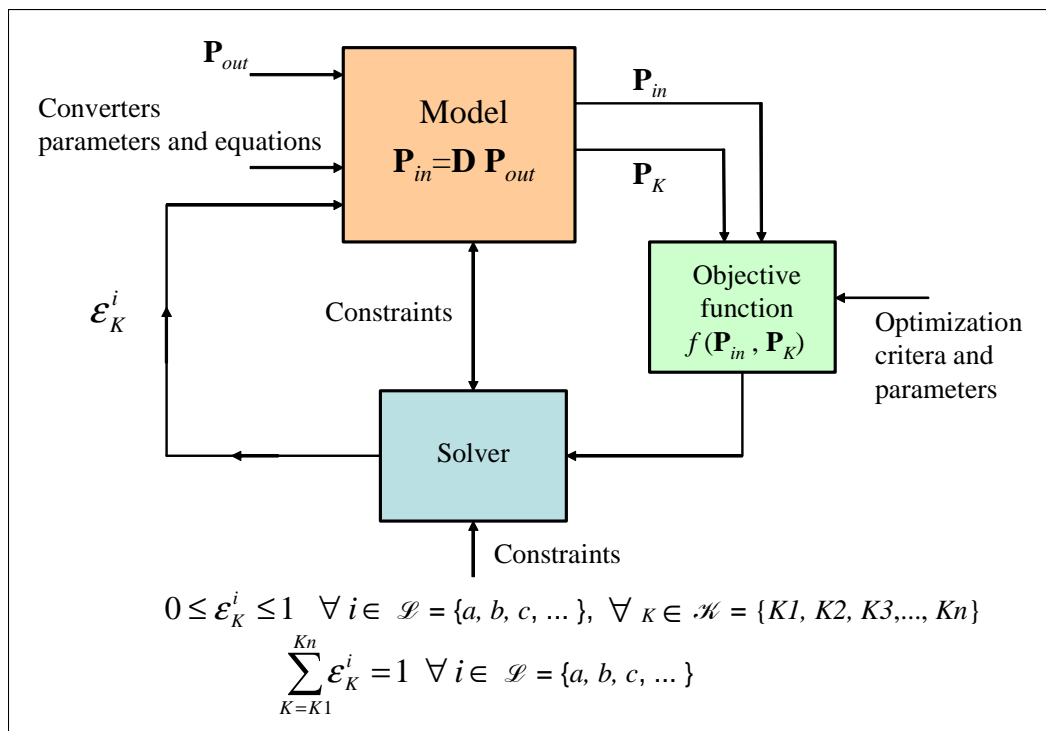 P_out
Converters
parameters and equations
Model
P_in=D P_out
P_in
P_K
Objective
function
f (P_in , P_K)
Optimization
critera and
parameters
ε_K^i
Constraints
Solver
Constraints
0 ≤ ε_K^i ≤ 1 ∀ i ∈ ℒ = {a, b, c, ... }, ∀ K ∈ 𝒦 = {K1, K2, K3,..., Kn}
∑_{K=K1}^{Kn} ε_K^i = 1 ∀ i ∈ ℒ = {a, b, c, ... }